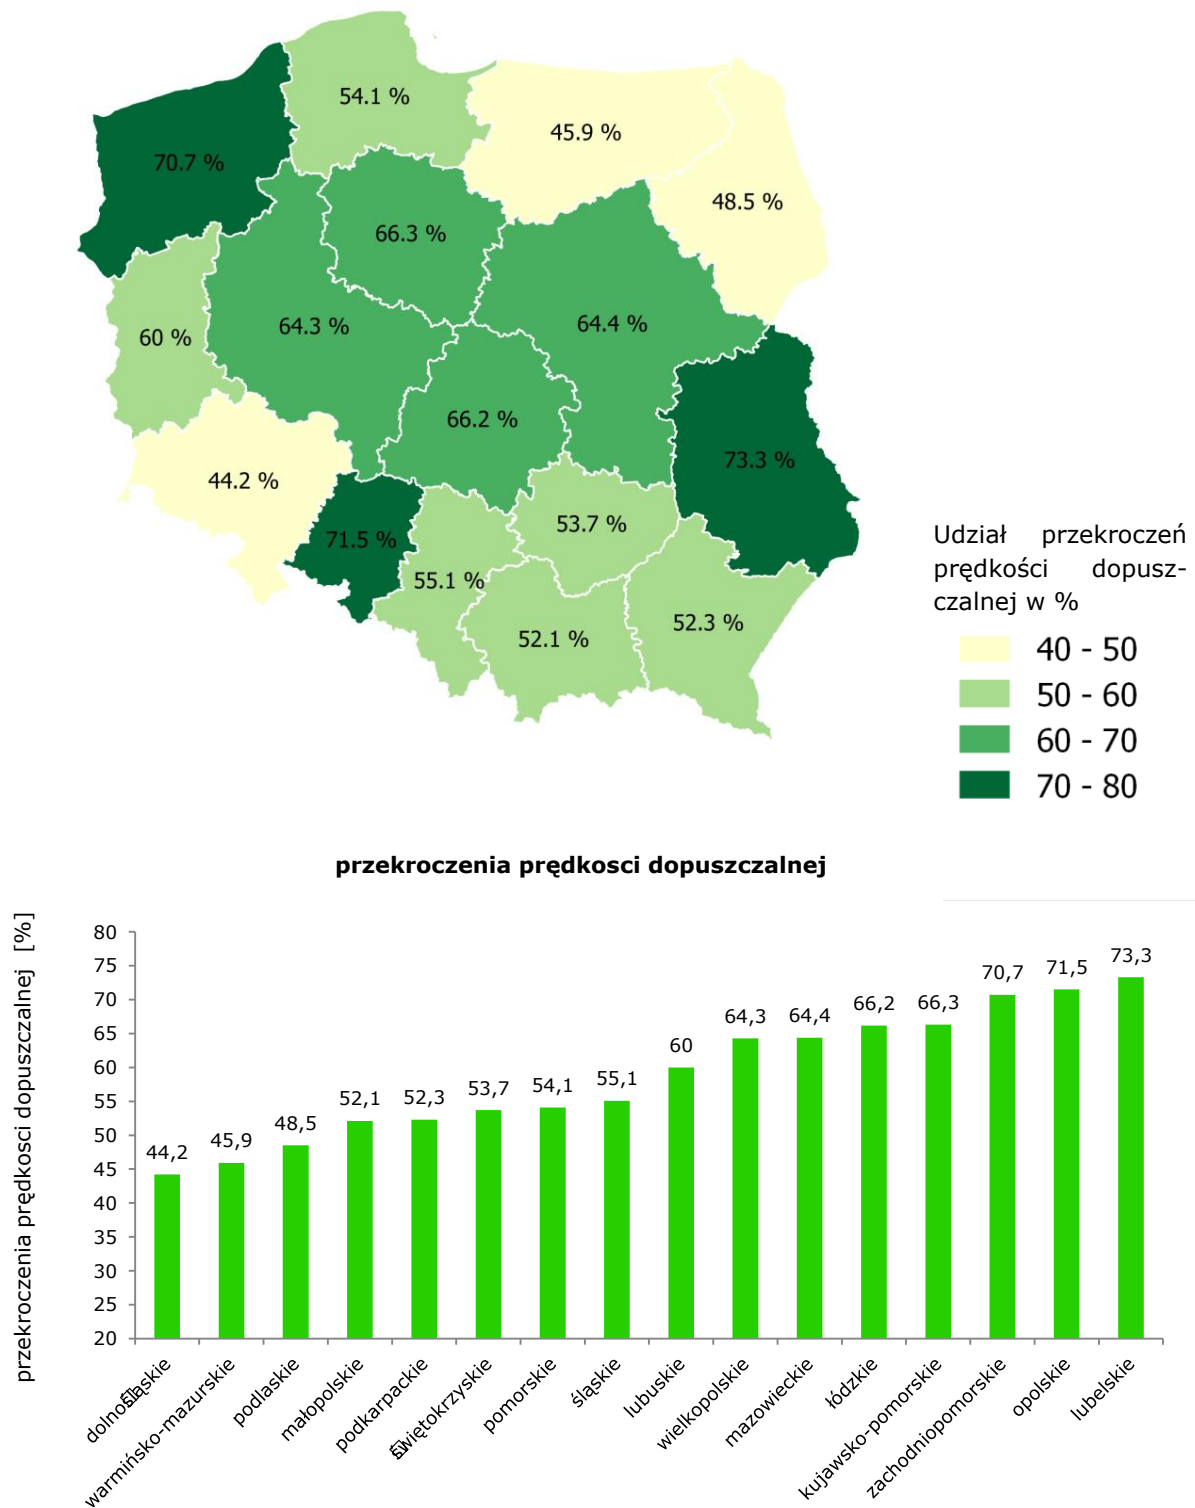 54.1 %
45.9 %
70.7 %
48.5 %
66.3 %
64.3 %
64.4 %
60 %
66.2 %
73.3 %
44.2 %
53.7 %
71.5 %
55.1 %
52.3 %
52.1 %
Udział przekroczeń
prędkości dopusz-
czalnej w %
40 - 50
50 - 60
60 - 70
70 - 80
przekroczenia prędkosci dopuszczalnej
przekroczenia prędkosci dopuszczalnej [%]
80
75
70
65
60
55
50
45
40
35
30
25
20
44,2
45,9
48,5
52,1
52,3
53,7
54,1
55,1
60
64,3
64,4
66,2
66,3
70,7
71,5
73,3
dolnośląskie
warmińsko-mazurskie
podlaskie
małopolskie
podkarpackie
świętokrzyskie
pomorskie
śląskie
lubuskie
wielkopolskie
mazowieckie
łódzkie
kujawsko-pomorskie
zachodniopomorskie
opolskie
lubelskie